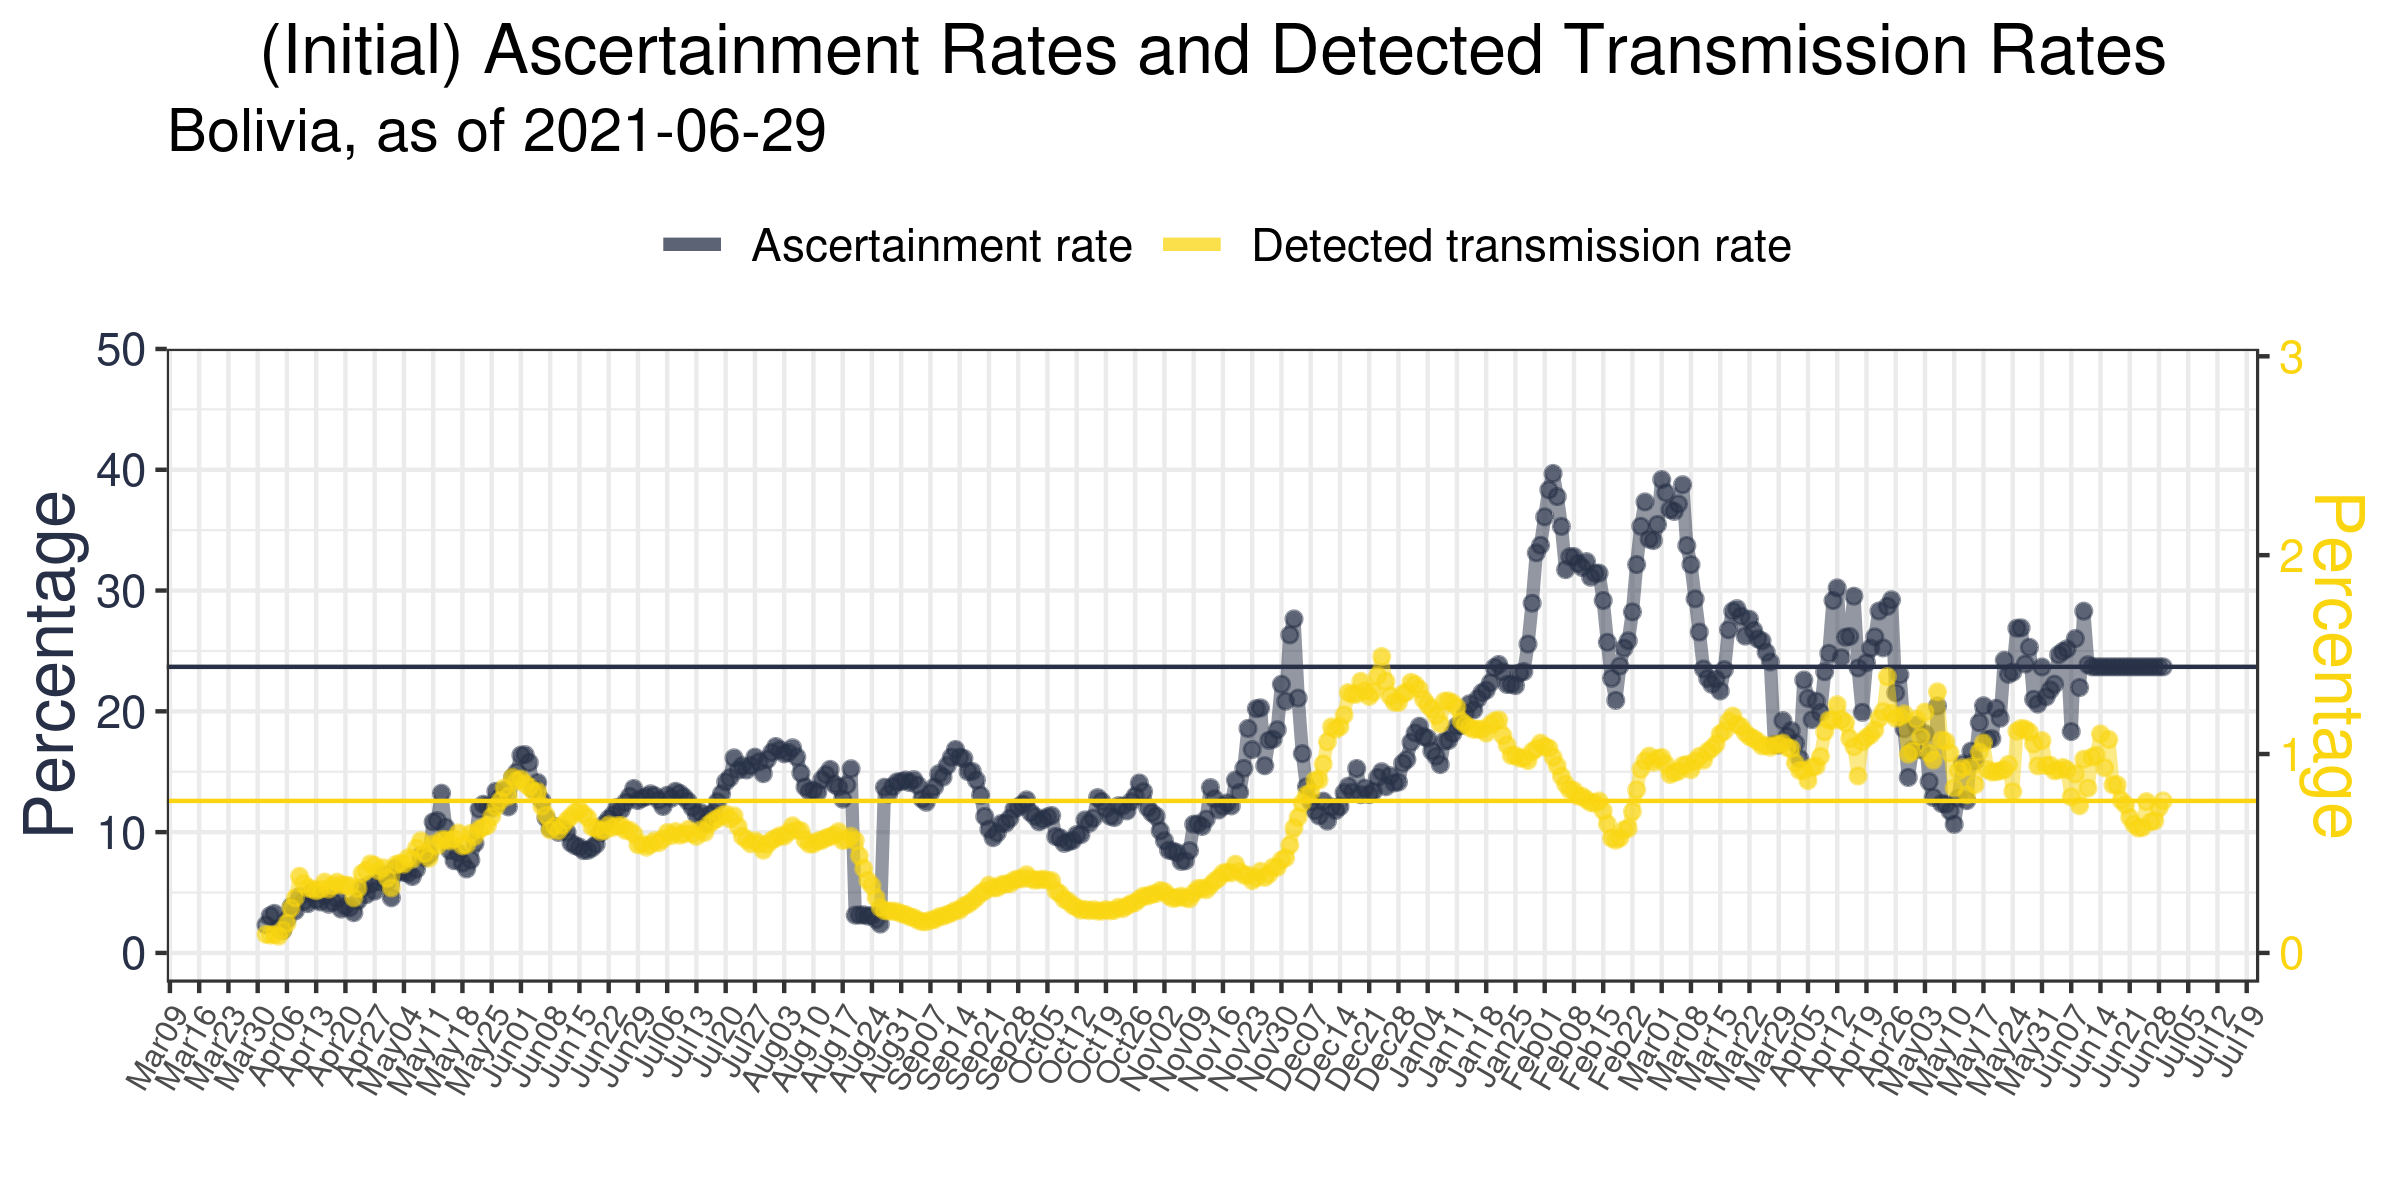 (Initial) Ascertainment Rates and Detected Transmission Rates
Bolivia, as of 2021-06-29
Ascertainment rate
Detected transmission rate
Percentage
50
40
30
20
10
0
3
2
1
0
Percentage
Mar09
Mar16
Mar23
Mar30
Apr06
Apr13
Apr20
Apr27
May04
May11
May18
May25
Jun01
Jun08
Jun15
Jun22
Jun29
Jul06
Jul13
Jul20
Jul27
Aug03
Aug10
Aug17
Aug24
Aug31
Sep07
Sep14
Sep21
Sep28
Oct05
Oct12
Oct19
Oct26
Nov02
Nov09
Nov16
Nov23
Nov30
Dec07
Dec14
Dec21
Dec28
Jan04
Jan11
Jan18
Jan25
Feb01
Feb08
Feb15
Feb22
Mar01
Mar08
Mar15
Mar22
Mar29
Apr05
Apr12
Apr19
Apr26
May03
May10
May17
May24
May31
Jun07
Jun14
Jun21
Jun28
Jul05
Jul12
Jul19